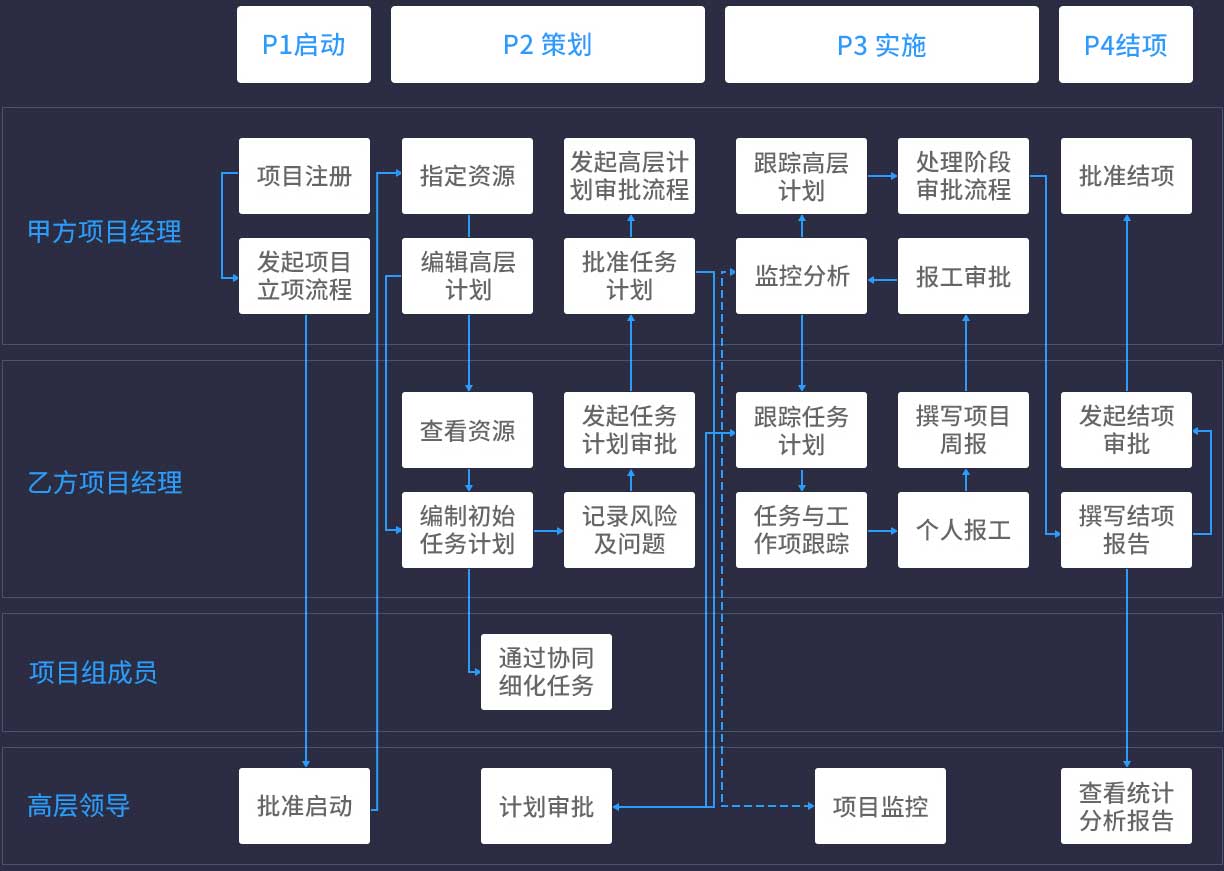 P1启动
P2 策划
P3 实施
P4结项
甲方项目经理
项目注册
指定资源
发起高层计
划审批流程
跟踪高层
计划
处理阶段
审批流程
批准结项
发起项目
立项流程
编辑高层
计划
批准任务
计划
监控分析
报工审批
乙方项目经理
查看资源
发起任务
计划审批
跟踪任务
计划
撰写项目
周报
发起结项
审批
编制初始
任务计划
记录风险
及问题
任务与工
作项跟踪
个人报工
撰写结项
报告
项目组成员
通过协同
细化任务
高层领导
批准启动
计划审批
项目监控
查看统计
分析报告